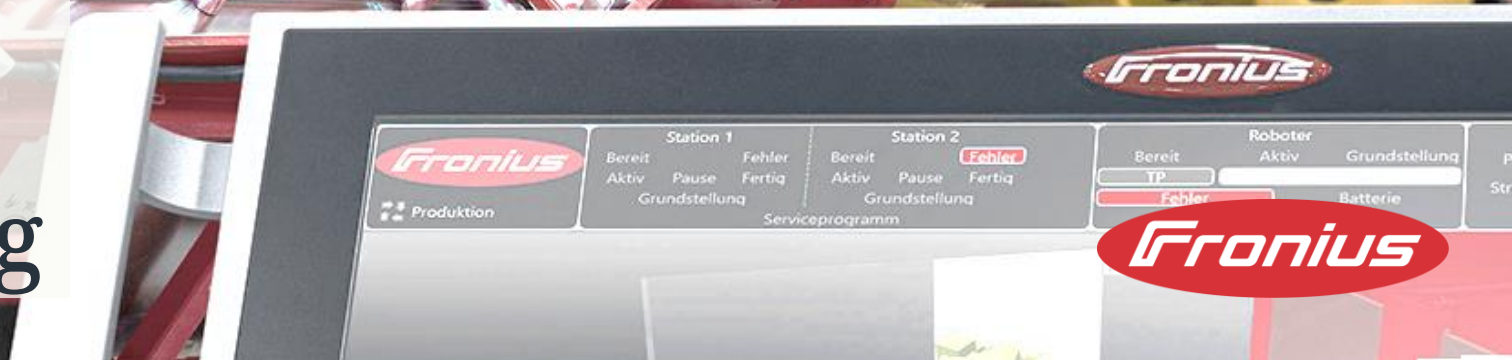 Fronius
Station 1
Station 2
Roboter
Fronius
Bereit Fehler
Bereit Fehler
Bereit Aktiv Grundstellung
P
Aktiv Pause Fertig
Aktiv Pause Fertig
TP
Str
Grundstellung
Grundstellung
Fehler Batterie
Produktion
Serviceprogramm
g
Fronius